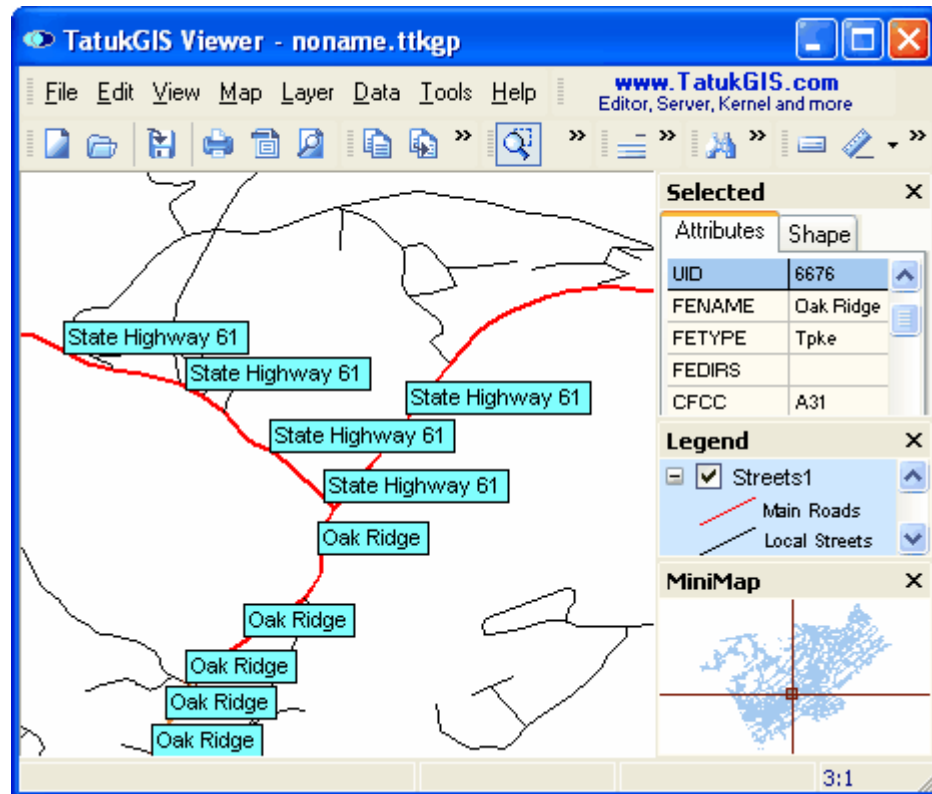 TatukGIS Viewer - noname.ttkgp
File Edit View Map Layer Data Tools Help
www.TatukGIS.com
Editor, Server, Kernel and more
Selected
Attributes Shape
UID 6676
FENAME Oak Ridge
FETYPE Tpke
FEDIRS
CFCC A31
Legend
Streets1
Main Roads
Local Streets
MiniMap
State Highway 61
State Highway 61
State Highway 61
State Highway 61
State Highway 61
Oak Ridge
Oak Ridge
Oak Ridge
Oak Ridge
Oak Ridge
3:1